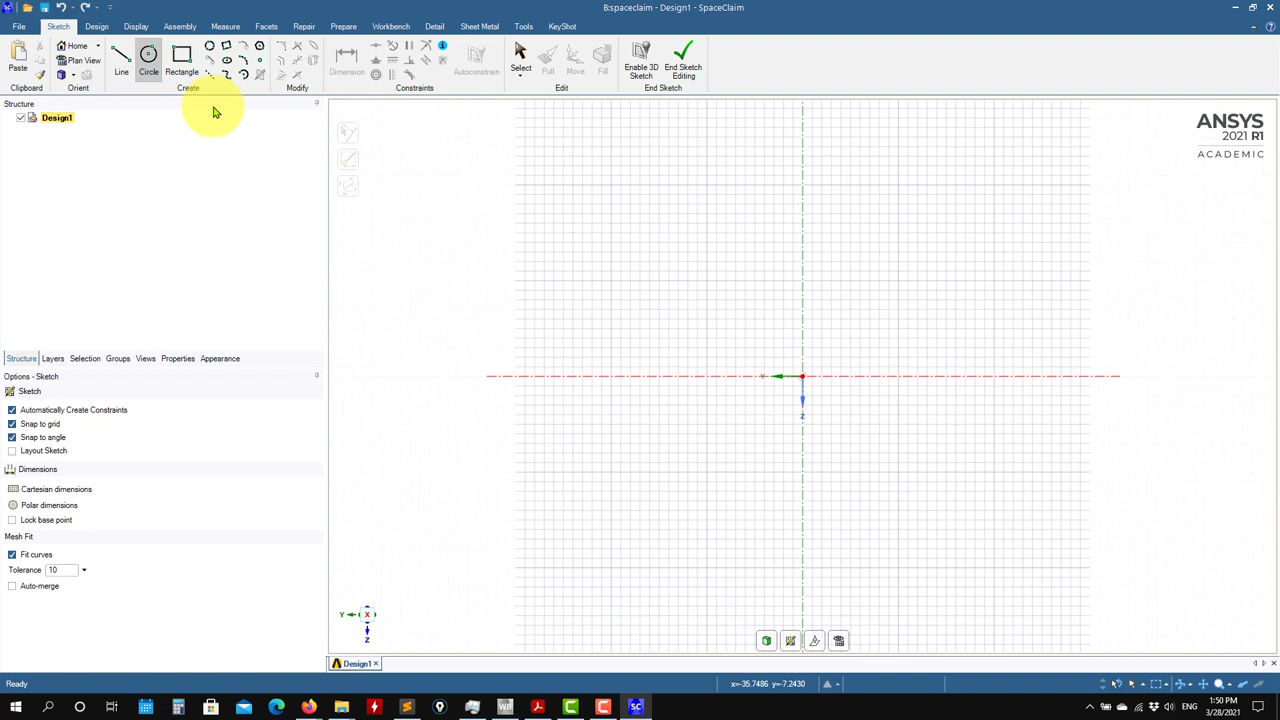 B:spaceclaim - Design1 - SpaceClaim
File Sketch Design Display Assembly Measure Facets Repair Prepare Workbench Detail Sheet Metal Tools KeyShot
Home
Plan View
Paste Line Circle Rectangle Dimension Autoconstrain Select Pull Move Fill Enable 3D Sketch End Sketch Editing
Clipboard Orient Create Modify Constraints Edit End Sketch
Structure
Design1
ANSYS
2021 R1
ACADEMIC
Y
Z
Structure Layers Selection Groups Views Properties Appearance
Options - Sketch
Sketch
Automatically Create Constraints
Snap to grid
Snap to angle
Layout Sketch
Dimensions
Cartesian dimensions
Polar dimensions
Lock base point
Mesh Fit
Fit curves
Tolerance 10
Auto-merge
Y X
Z
Design1
Ready x=-35.7486 y=-7.2430
SC WB SC ENG 1:50 PM
3/28/2021